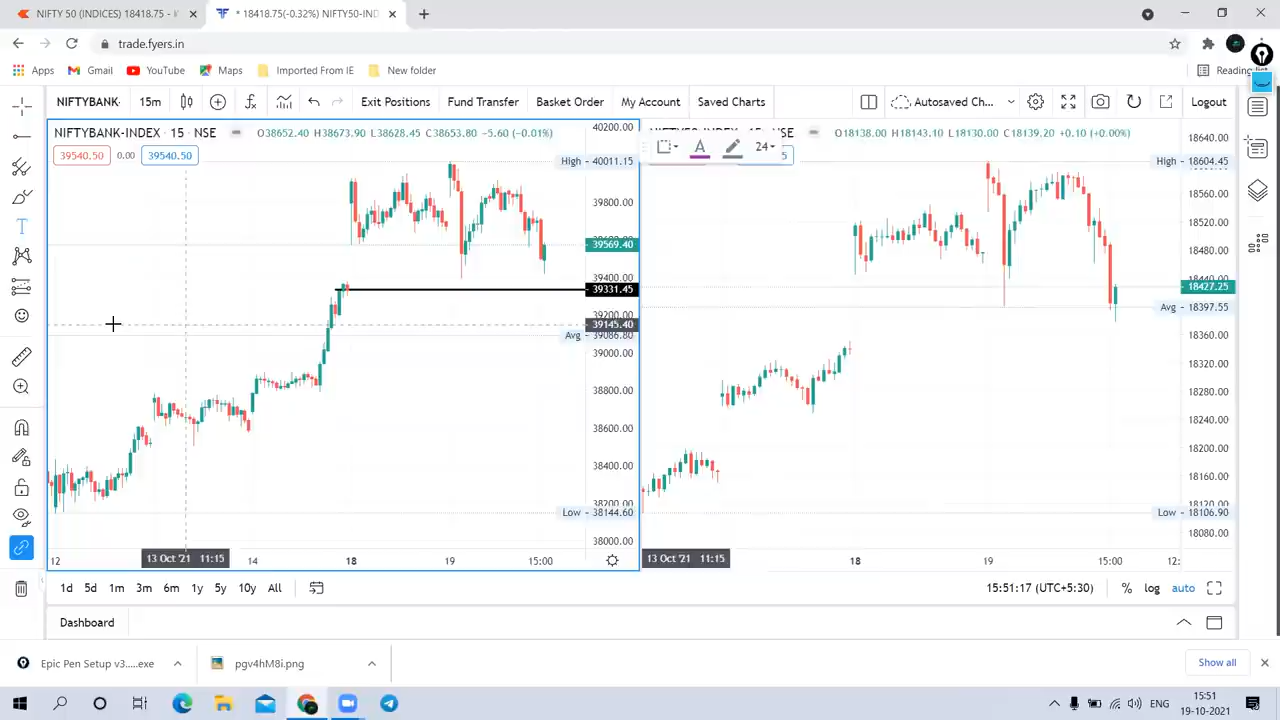 NIFTY 50 (INDICES) 18418.75 -
* 18418.75(-0.32%) NIFTY50-IND
trade.fyers.in
Apps Gmail YouTube Maps Imported From IE New folder Reading
NIFTYBANK 15m Exit Positions Fund Transfer Basket Order My Account Saved Charts Autosaved Ch... Logout
NIFTYBANK-INDEX · 15 · NSE O38652.40 H38673.90 L38628.45 C38653.80 -5.60 (-0.01%)
39540.50 0.00 39540.50
40200.00
High - 40011.15
39800.00
39569.40
39400.00
39331.45
39200.00
39145.40
Avg - 39086.80
39000.00
38800.00
38600.00
38400.00
38200.00
Low - 38144.60
38000.00
12 13 Oct '21 11:15 14 18 19 15:00
NSE O18138.00 H18143.10 L18130.00 C18139.20 +0.10 (+0.00%)
A 24
18640.00
High - 18604.45
18560.00
18520.00
18480.00
18440.00
18427.25
Avg - 18397.55
18360.00
18320.00
18280.00
18240.00
18200.00
18160.00
18120.00
Low - 18106.90
18080.00
13 Oct '21 11:15 18 19 15:00 12:
1d 5d 1m 3m 6m 1y 5y 10y All 15:51:17 (UTC+5:30) % log auto
Dashboard
Epic Pen Setup v3.....exe pgv4hM8i.png Show all
ENG
15:51
19-10-2021